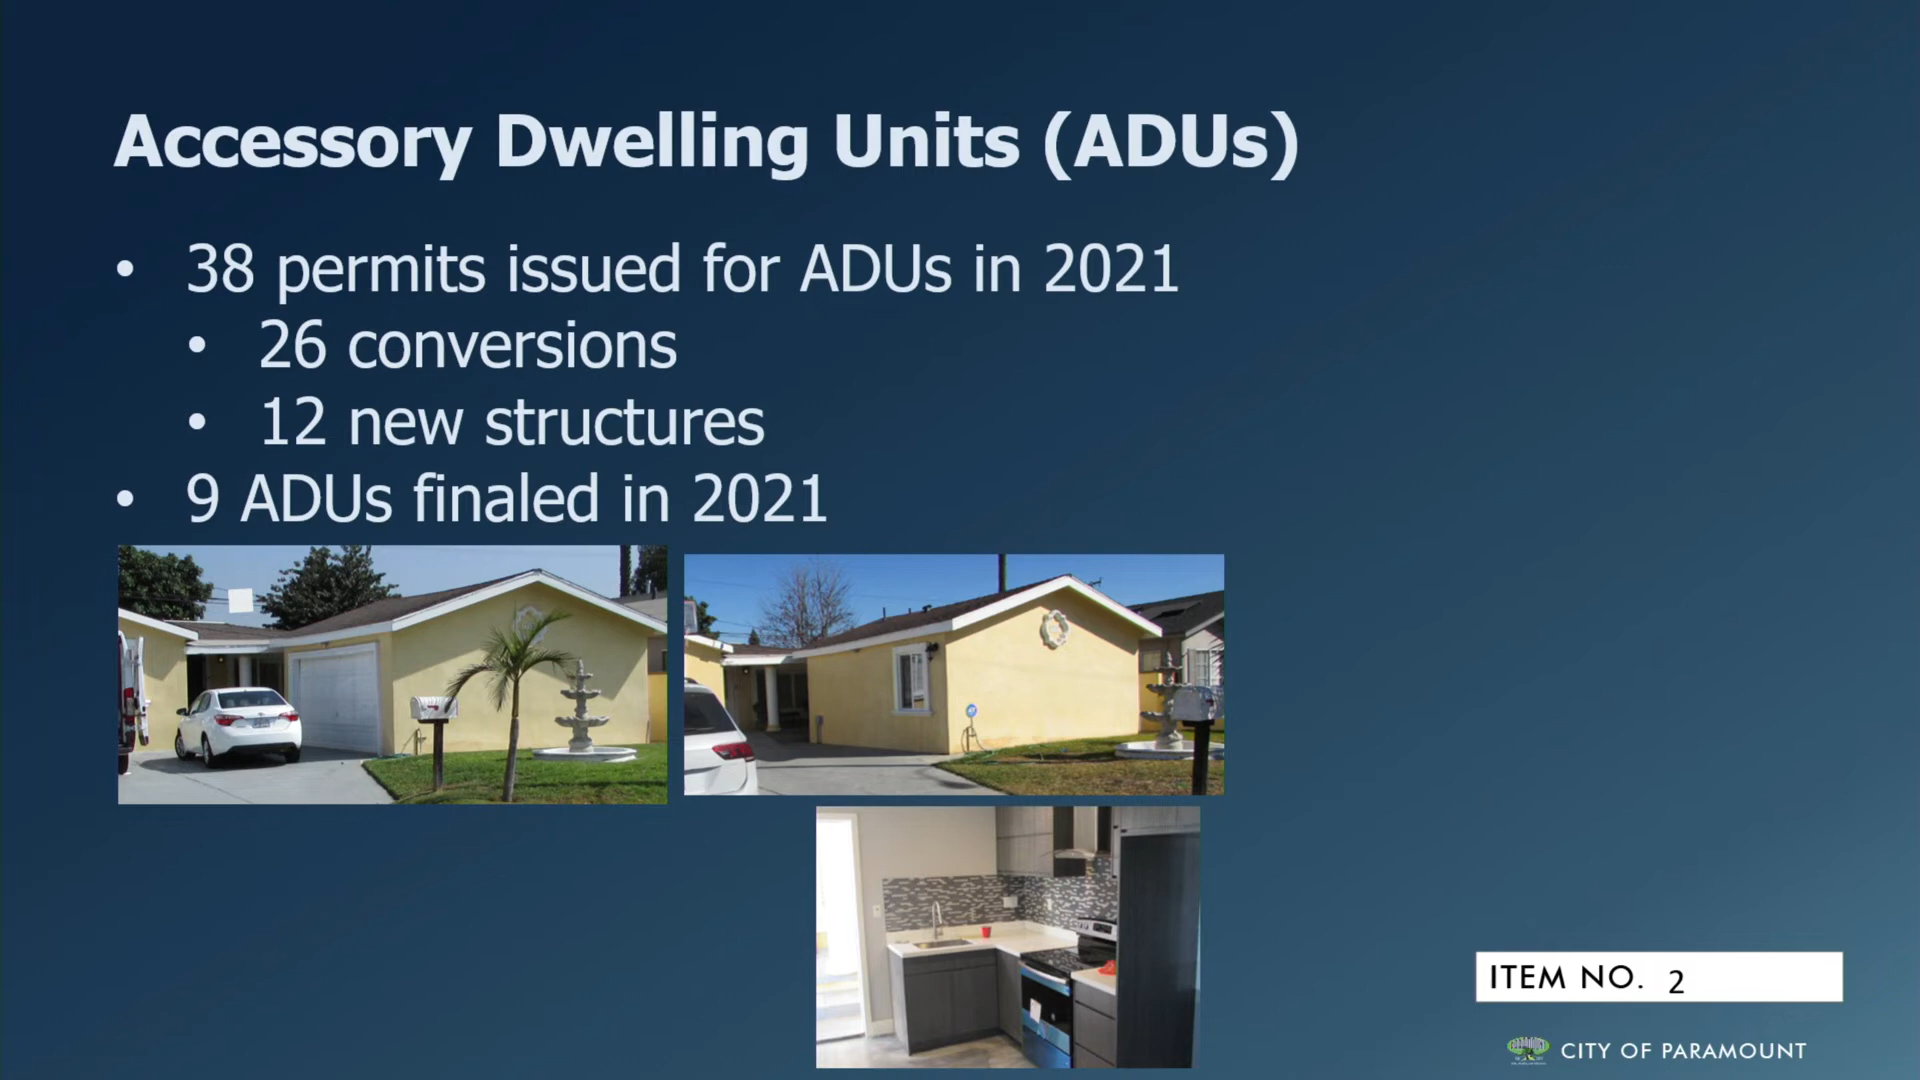 Accessory Dwelling Units (ADUs)
• 38 permits issued for ADUs in 2021
• 26 conversions
• 12 new structures
• 9 ADUs finaled in 2021
ITEM NO. 2
CITY OF PARAMOUNT